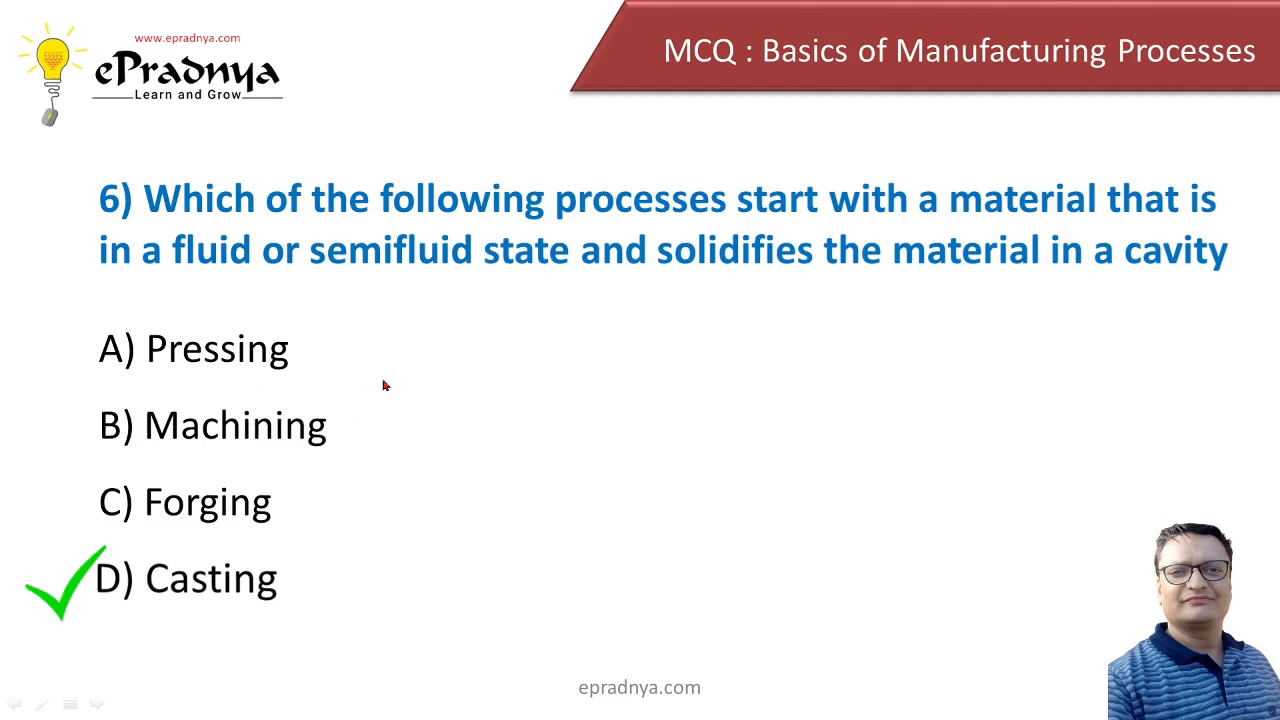 www.epradnya.com
ePradnya
Learn and Grow
MCQ : Basics of Manufacturing Processes
6) Which of the following processes start with a material that is
in a fluid or semifluid state and solidifies the material in a cavity
A) Pressing
B) Machining
C) Forging
D) Casting
epradnya.com